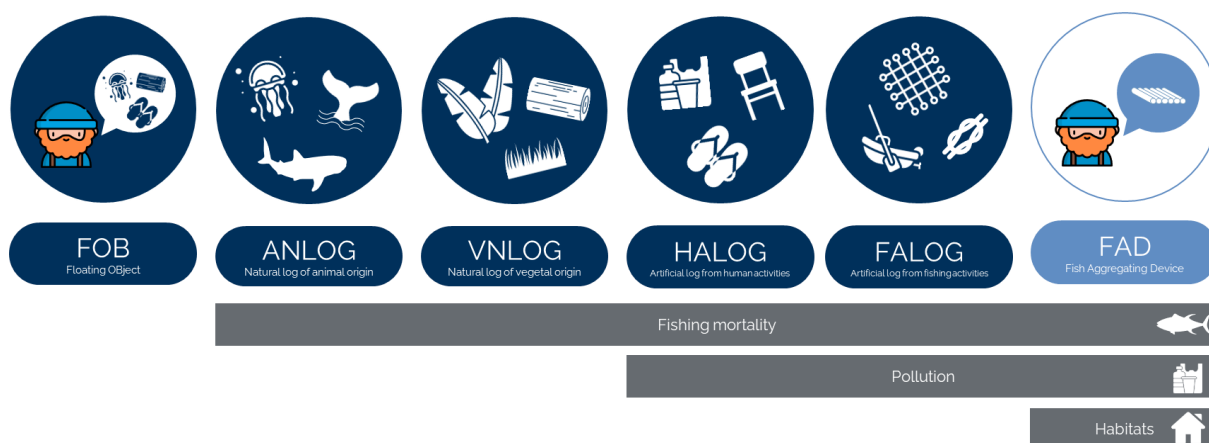 FOB
Floating OBject
ANLOG
Natural log of animal origin
VNLOG
Natural log of vegetal origin
HALOG
Artificial log from human activities
FALOG
Artificial log from fishing activities
FAD
Fish Aggregating Device
Fishing mortality
Pollution
Habitats